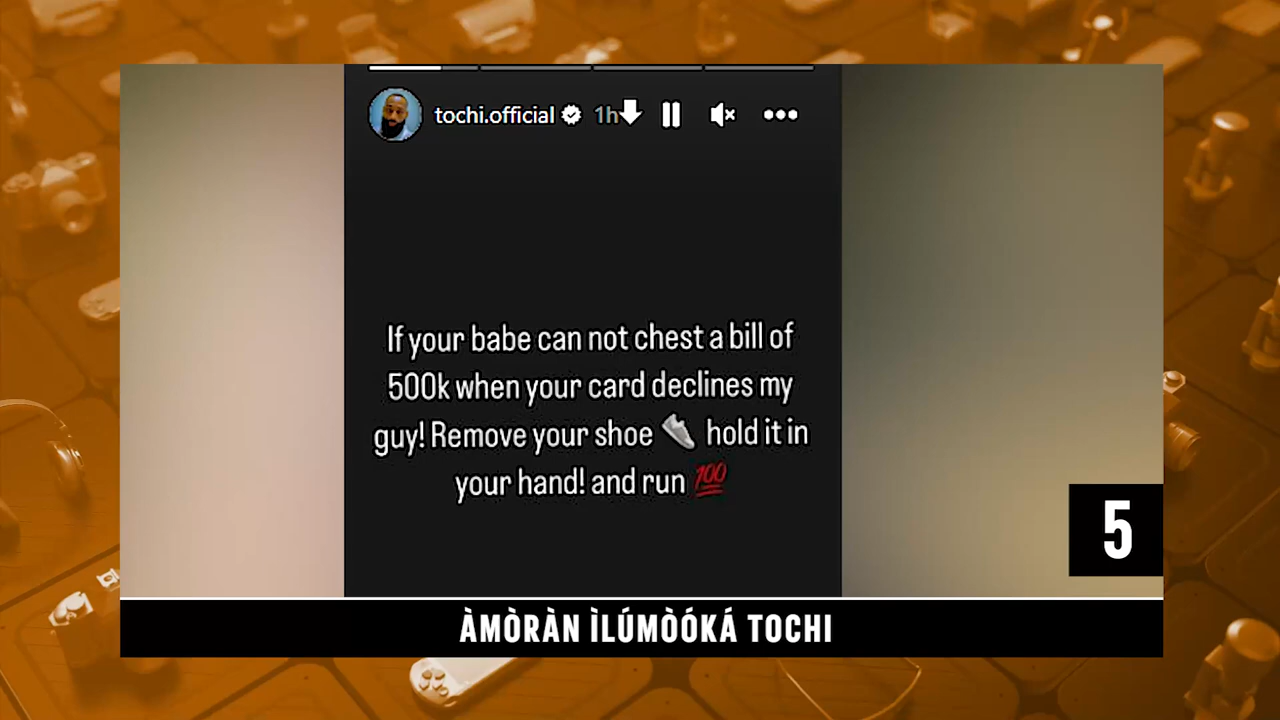 tochi.official 1h
If your babe can not chest a bill of
500k when your card declines my
guy! Remove your shoe 👟 hold it in
your hand! and run 💯
5
ÀMÒRÀN ÌLÚMÒÓKÁ TOCHI